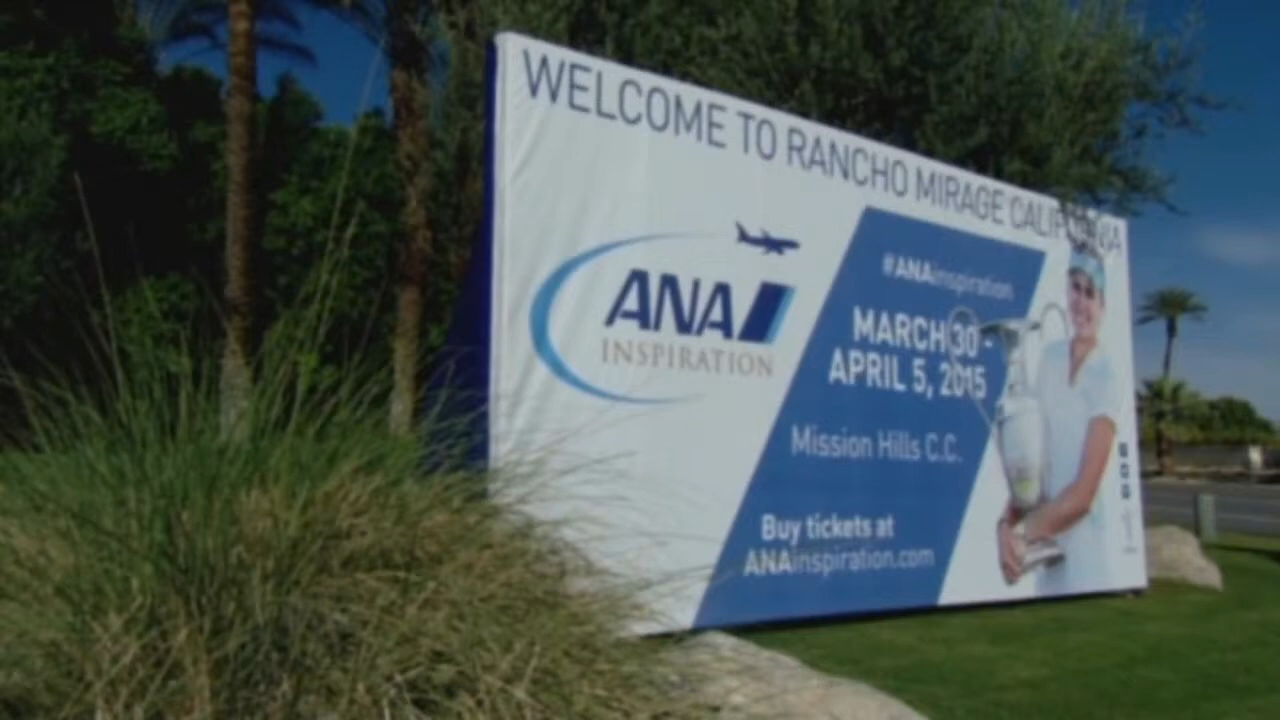 WELCOME TO RANCHO MIRAGE CALIFORNIA
ANA
INSPIRATION
#ANAinspiration
MARCH 30 -
APRIL 5, 2015
Mission Hills C.C.
Buy tickets at
ANAinspiration.com